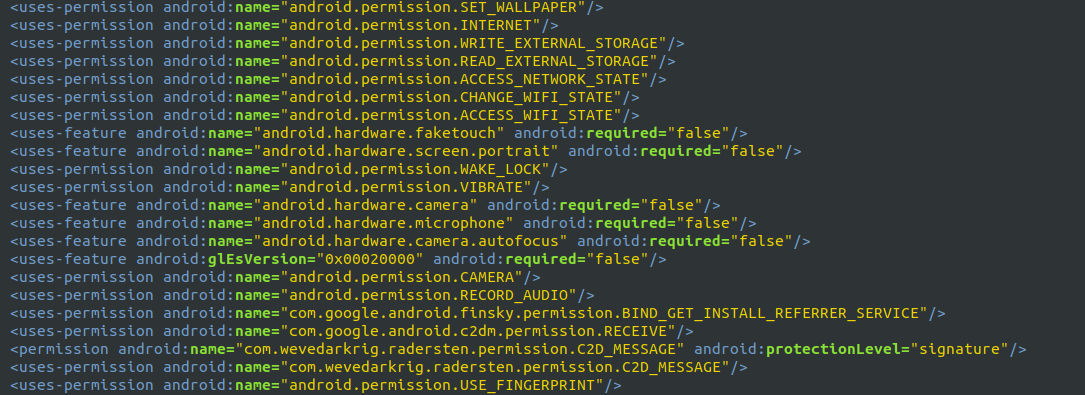 <uses-permission android:name="android.permission.SET_WALLPAPER"/>
<uses-permission android:name="android.permission.INTERNET"/>
<uses-permission android:name="android.permission.WRITE_EXTERNAL_STORAGE"/>
<uses-permission android:name="android.permission.READ_EXTERNAL_STORAGE"/>
<uses-permission android:name="android.permission.ACCESS_NETWORK_STATE"/>
<uses-permission android:name="android.permission.CHANGE_WIFI_STATE"/>
<uses-permission android:name="android.permission.ACCESS_WIFI_STATE"/>
<uses-feature android:name="android.hardware.faketouch" android:required="false"/>
<uses-feature android:name="android.hardware.screen.portrait" android:required="false"/>
<uses-permission android:name="android.permission.WAKE_LOCK"/>
<uses-permission android:name="android.permission.VIBRATE"/>
<uses-feature android:name="android.hardware.camera" android:required="false"/>
<uses-feature android:name="android.hardware.microphone" android:required="false"/>
<uses-feature android:name="android.hardware.camera.autofocus" android:required="false"/>
<uses-feature android:glEsVersion="0x00020000" android:required="false"/>
<uses-permission android:name="android.permission.CAMERA"/>
<uses-permission android:name="android.permission.RECORD_AUDIO"/>
<uses-permission android:name="com.google.android.finsky.permission.BIND_GET_INSTALL_REFERRER_SERVICE"/>
<uses-permission android:name="com.google.android.c2dm.permission.RECEIVE"/>
<permission android:name="com.wevedarkrig.radersten.permission.C2D_MESSAGE" android:protectionLevel="signature"/>
<uses-permission android:name="com.wevedarkrig.radersten.permission.C2D_MESSAGE"/>
<uses-permission android:name="android.permission.USE_FINGERPRINT"/>